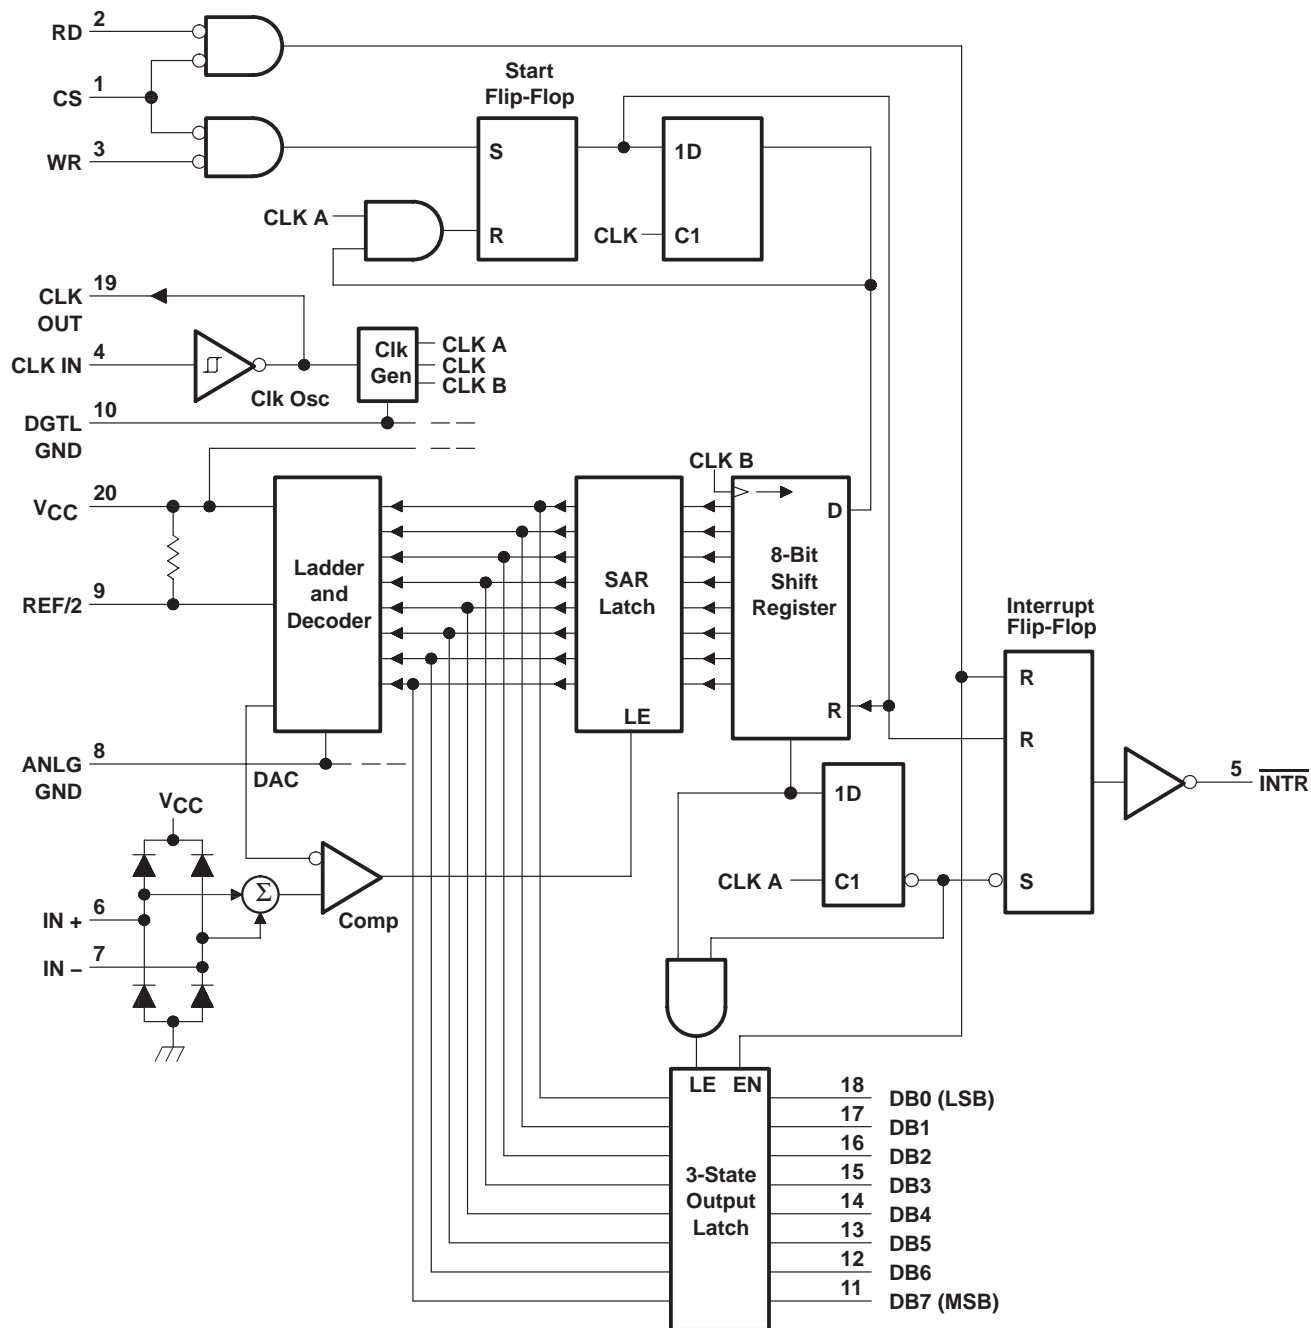 RD 2
CS 1
WR 3
Start
Flip-Flop
S
R
1D
C1
CLK A
CLK
CLK
OUT
19
CLK IN 4
Clk Osc
Clk
Gen
CLK A
CLK
CLK B
DGTL
GND
10
VCC 20
REF/2 9
Ladder
and
Decoder
SAR
Latch
LE
CLK B
D
8-Bit
Shift
Register
R
Interrupt
Flip-Flop
R
R
S
5 INTR
ANLG
GND
8
DAC
VCC
1D
C1
CLK A
Σ
Comp
IN + 6
IN – 7
LE EN
3-State
Output
Latch
18 DB0 (LSB)
17 DB1
16 DB2
15 DB3
14 DB4
13 DB5
12 DB6
11 DB7 (MSB)